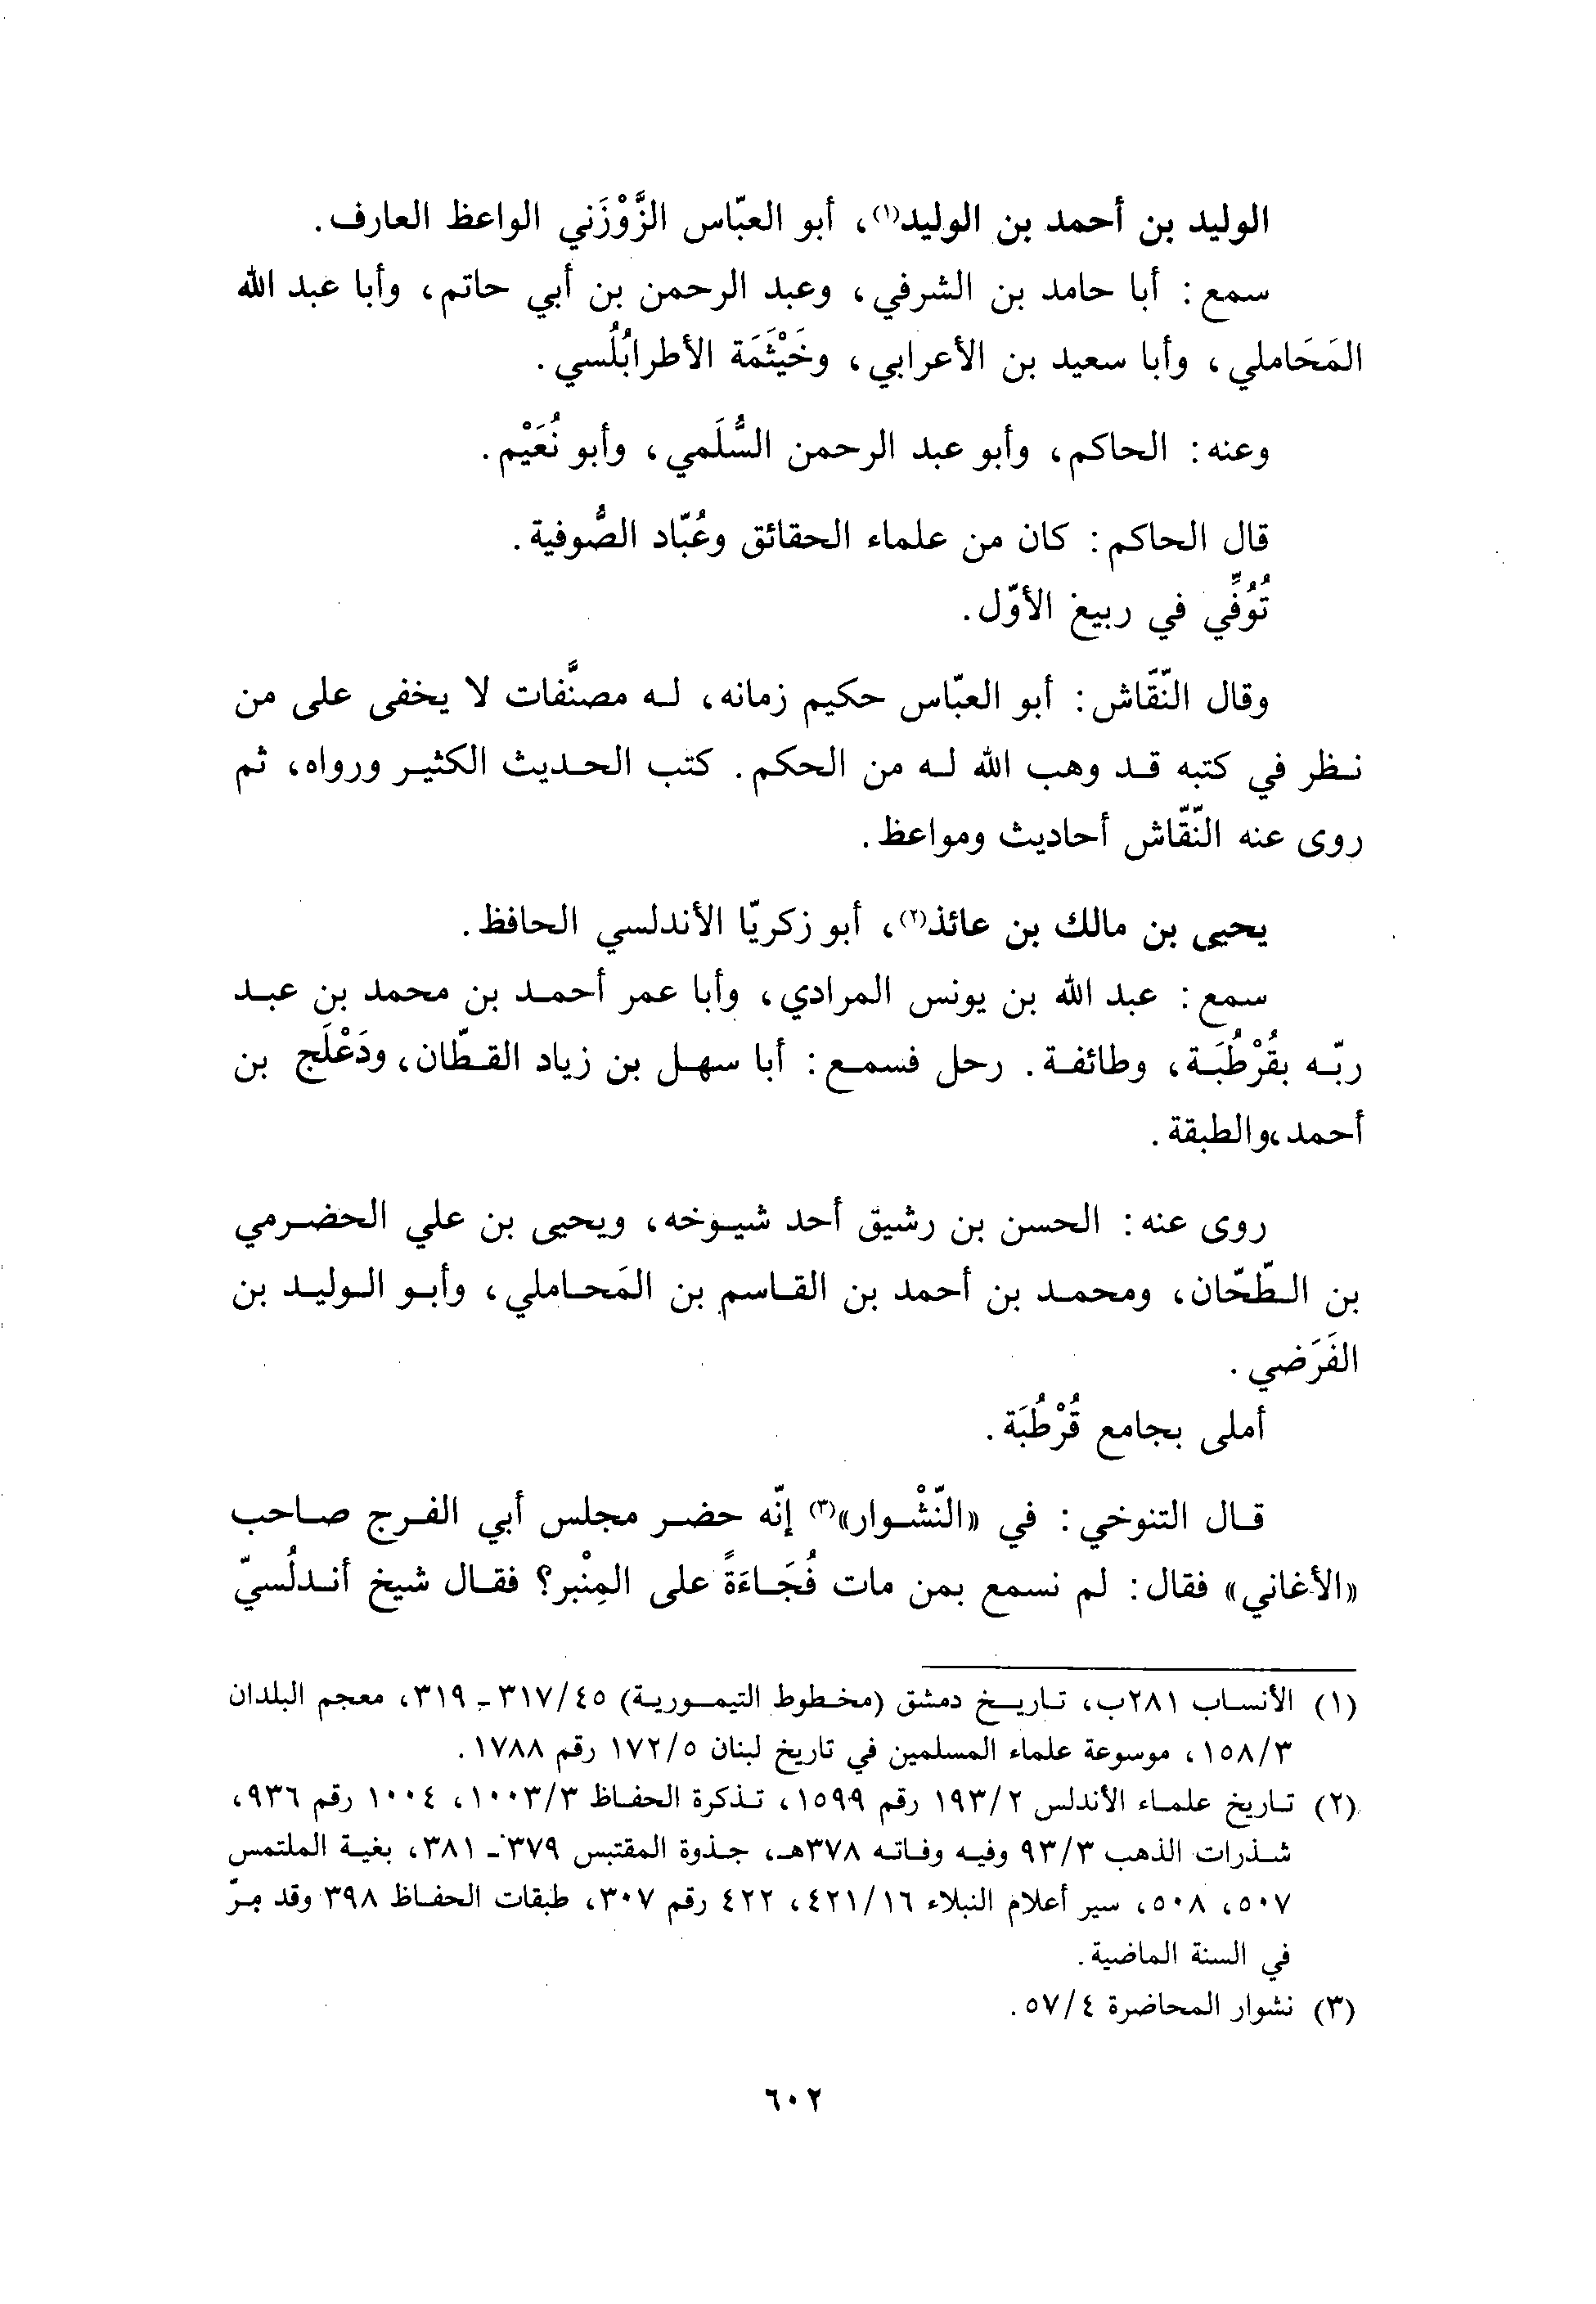 الوليد بن أحمد بن الوليد(١)، أبو العبّاس الزَّوْزَني الواعظ العارف.
سمع: أبا حامد بن الشرفي، وعبد الرحمن بن أبي حاتم، وأبا عبد الله
المَحَاملي، وأبا سعيد بن الأعرابي، وخَيْثَمَة الأطرابُلُسي.
وعنه: الحاكم، وأبو عبد الرحمن السُّلَمي، وأبو نُعَيْم.
قال الحاكم: كان من علماء الحقائق وعُبّاد الصُّوفية.
تُوُفِّي في ربيغ الأوّل.
وقال النّقّاش: أبو العبّاس حكيم زمانه، له مصنَّفات لا يخفى على من
نظر في كتبه قد وهب الله له من الحكم. كتب الحديث الكثير ورواه، ثم
روى عنه النّقّاش أحاديث ومواعظ.
يحيى بن مالك بن عائذ(٢)، أبو زكريّا الأندلسي الحافظ.
سمع: عبد الله بن يونس المرادي، وأبا عمر أحمد بن محمد بن عبد
ربّه بقُرْطُبَة، وطائفة. رحل فسمع: أبا سهل بن زياد القطّان، ودَعْلَج بن
أحمد،والطبقة.
روى عنه: الحسن بن رشيق أحد شيوخه، ويحيى بن علي الحضرمي
بن الطّحّان، ومحمد بن أحمد بن القاسم بن المَحاملي، وأبو الوليد بن
الفَرَضي.
أملى بجامع قُرْطُبَة.
قال التنوخي: في «النّشْوار»(٣) إنّه حضر مجلس أبي الفرج صاحب
«الأغاني» فقال: لم نسمع بمن مات فُجَاءَةً على المِنْبر؟ فقال شيخ أندلُسيّ
(١) الأنساب ٢٨١ب، تاريخ دمشق (مخطوط التيمورية) ٣١٧/٤٥ - ٣١٩، معجم البلدان
١٥٨/٣، موسوعة علماء المسلمين في تاريخ لبنان ١٧٢/٥ رقم ١٧٨٨.
(٢) تاريخ علماء الأندلس ١٩٣/٢ رقم ١٥٩٩، تذكرة الحفاظ ١٠٠٣/٣، ١٠٠٤ رقم ٩٣٦،
شذرات الذهب ٩٣/٣ وفيه وفاته ٣٧٨هـ، جذوة المقتبس ٣٧٩ - ٣٨١، بغية الملتمس
٥٠٧، ٥٠٨، سير أعلام النبلاء ٤٢١/١٦، ٤٢٢ رقم ٣٠٧، طبقات الحفاظ ٣٩٨ وقد مرّ
في السنة الماضية.
(٣) نشوار المحاضرة ٥٧/٤.
٦٠٢